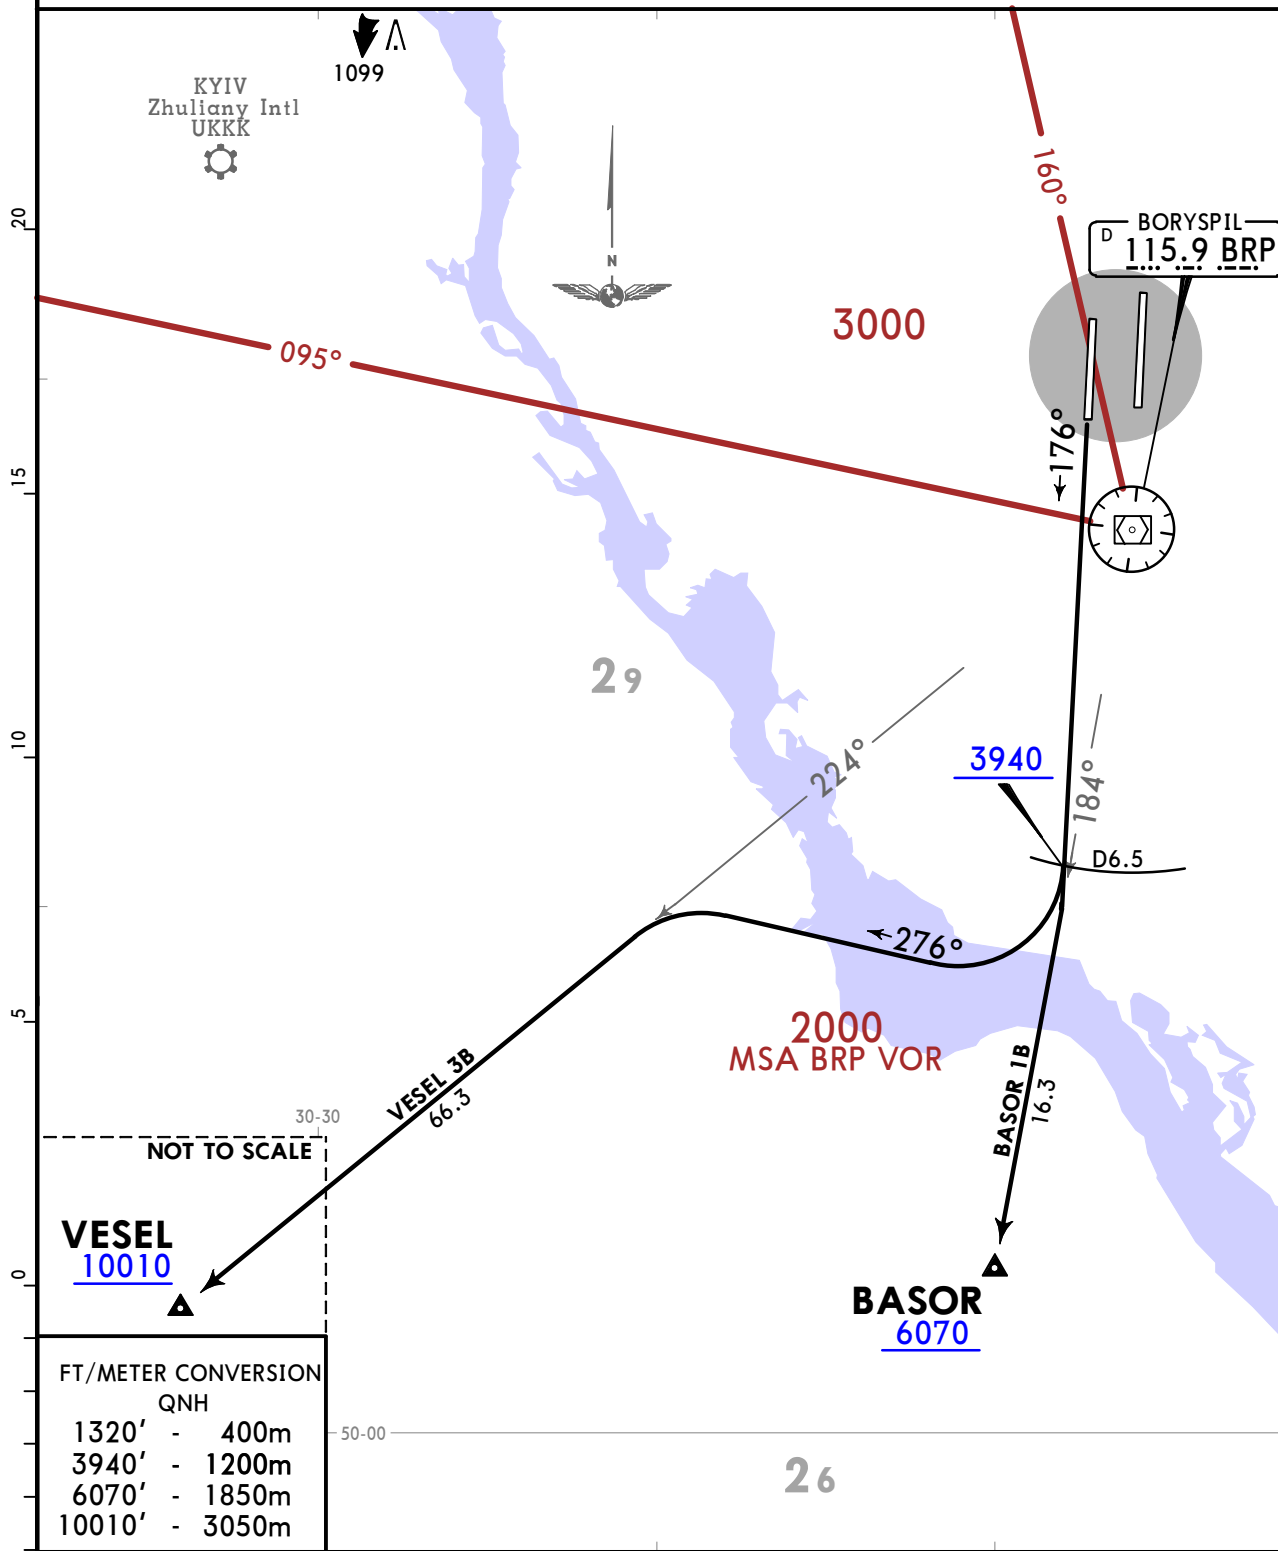 1099
KYIV
Zhuliany Intl
UKKK
160°
20
BORYSPIL
D 115.9 BRP
N
3000
095°
176°
15
29
224°
10
3940
184°
D6.5
276°
5
2000
MSA BRP VOR
VESEL 3B
66.3
BASOR 1B
16.3
30-30
NOT TO SCALE
VESEL
10010
0
BASOR
6070
FT/METER CONVERSION
QNH
1320' - 400m
3940' - 1200m
6070' - 1850m
10010' - 3050m
50-00
26